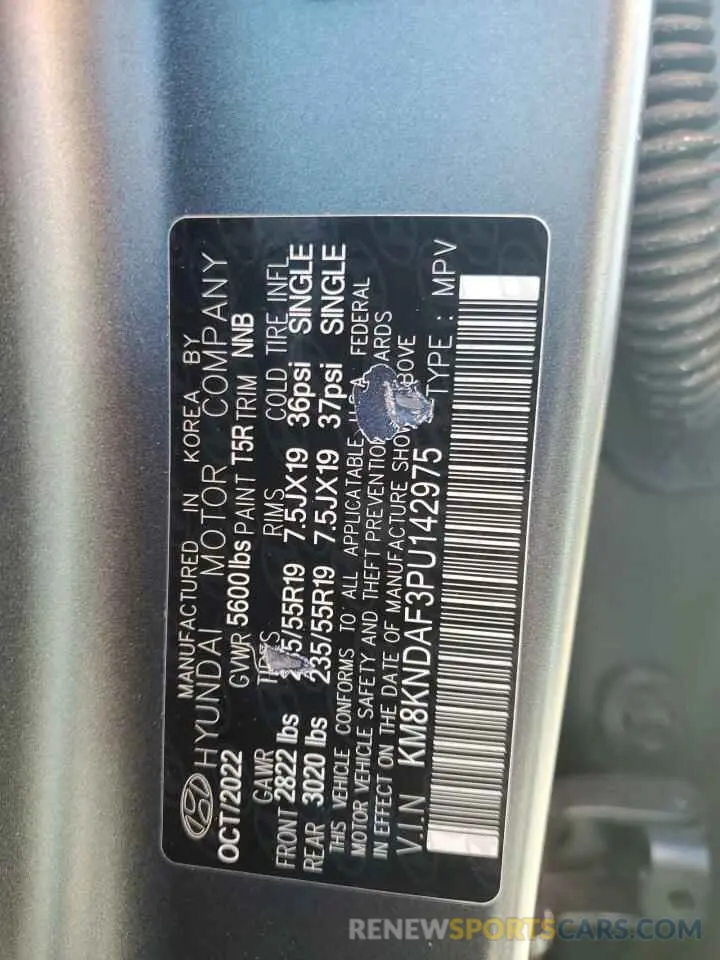 MANUFACTURED IN KOREA BY
HYUNDAI MOTOR COMPANY
OCT/2022 GVWR 5600 lbs PAINT T5R TRIM NNB
GAWR RIMS COLD TIRE INFL
FRONT 2822 lbs 7.5JX19 36psi SINGLE
REAR 3020 lbs 235/55R19 7.5JX19 37psi SINGLE
THIS VEHICLE CONFORMS TO ALL APPLICATABLE FEDERAL
MOTOR VEHICLE SAFETY AND THEFT PREVENTION
IN EFFECT ON THE DATE OF MANUFACTURE
V.I.N KM8KNDAF3PU142975 TYPE : MPV
RENEWSPORTSCARS.COM